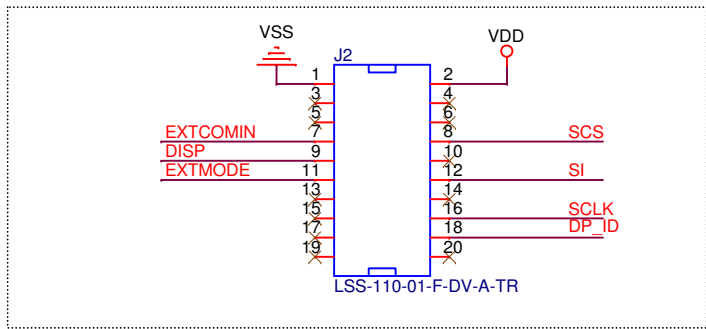 VSS
VDD
J2
1 2
3 4
5 6
EXTCOMIN 7 8 SCS
DISP 9 10
EXTMODE 11 12 SI
13 14
15 16 SCLK
17 18 DP_ID
19 20
LSS-110-01-F-DV-A-TR